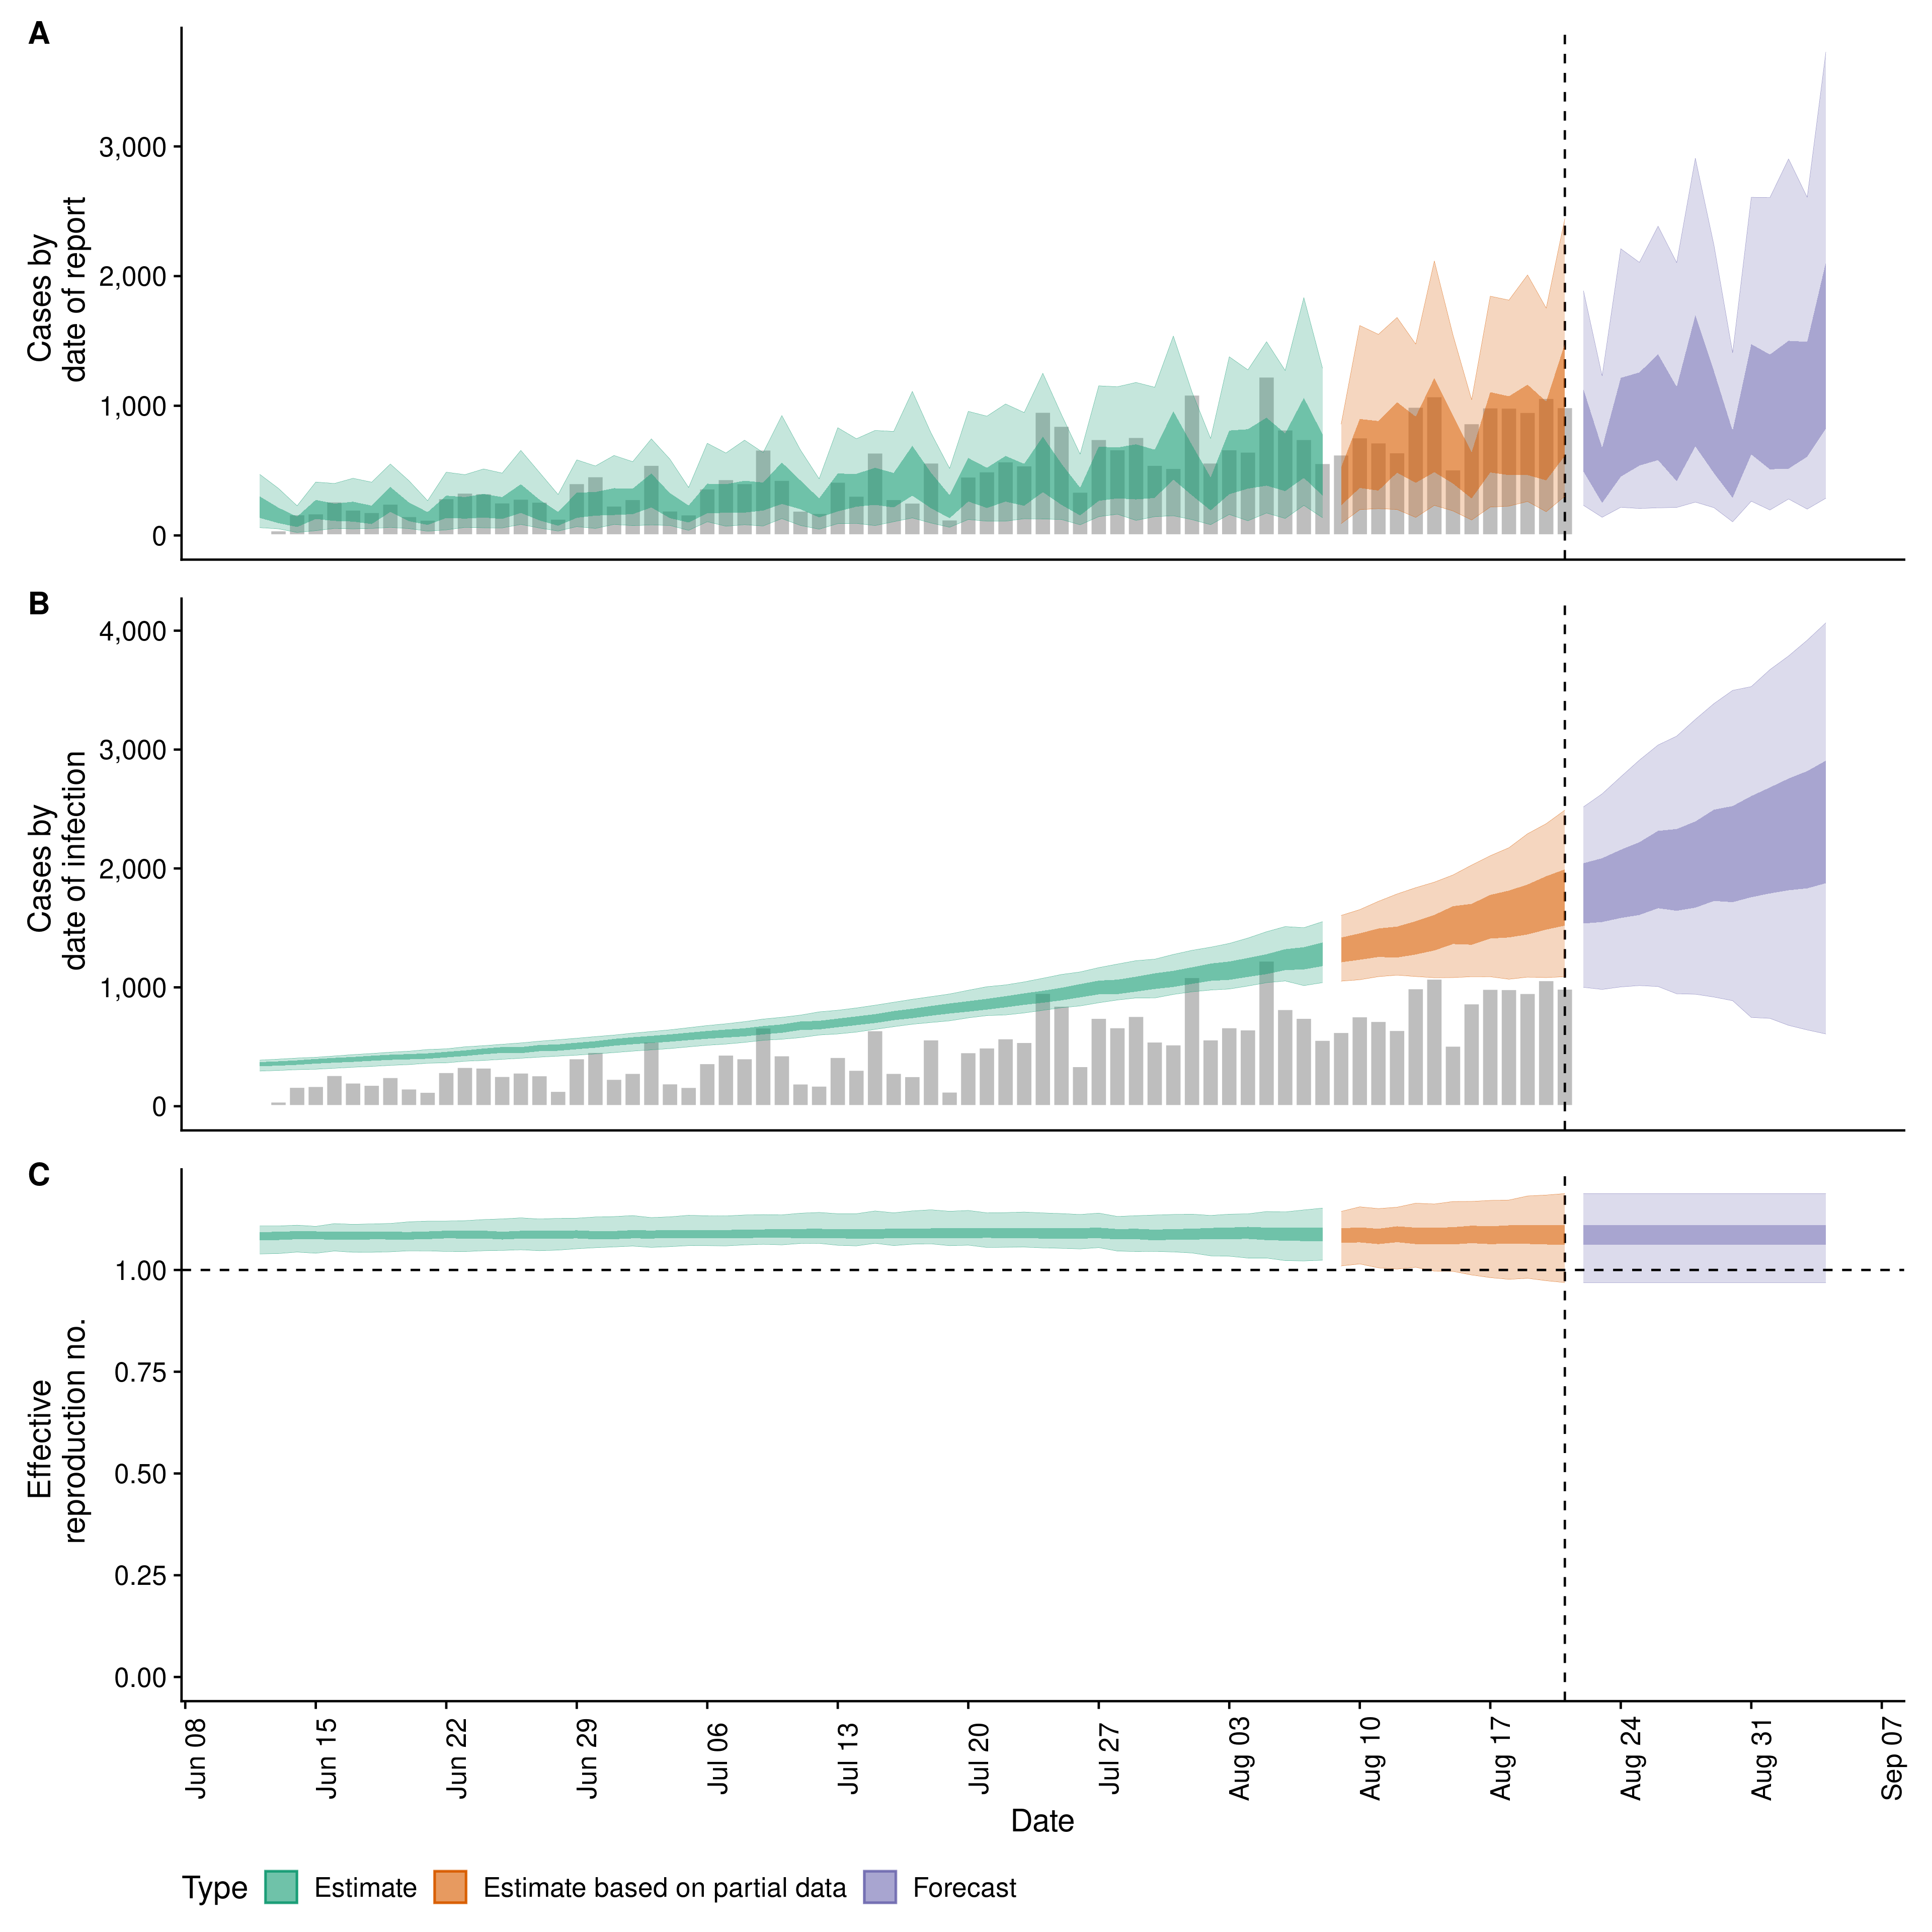 A
Cases by
date of report
3,000
2,000
1,000
0
B
Cases by
date of infection
4,000
3,000
2,000
1,000
0
C
Effective
reproduction no.
1.00
0.75
0.50
0.25
0.00
Jun 08
Jun 15
Jun 22
Jun 29
Jul 06
Jul 13
Jul 20
Jul 27
Aug 03
Aug 10
Aug 17
Aug 24
Aug 31
Sep 07
Date
Type Estimate Estimate based on partial data Forecast